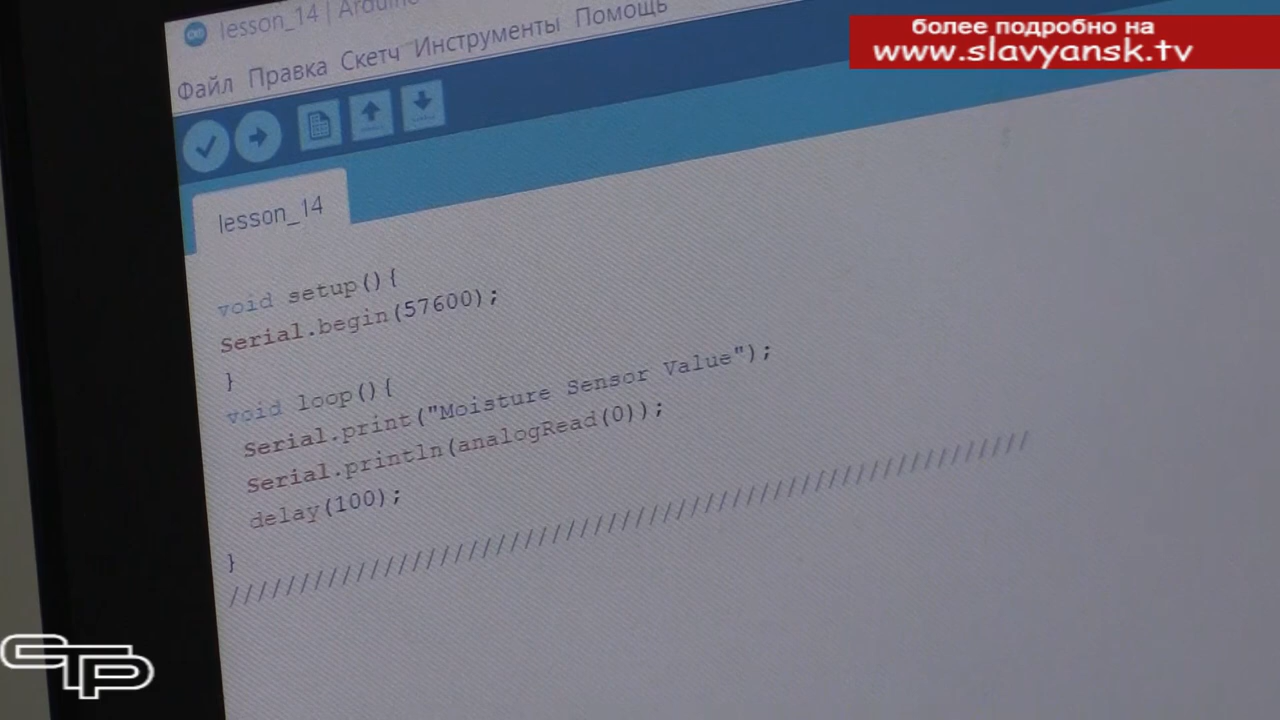 lesson_14 | Arduino
более подробно на
www.slavyansk.tv
Файл Правка Скетч Инструменты Помощь
lesson_14
void setup(){
Serial.begin(57600);
}
void loop(){
Serial.print("Moisture Sensor Value");
Serial.println(analogRead(0));
delay(100);
}
/////////////////////////////////////////////////////////
СТР